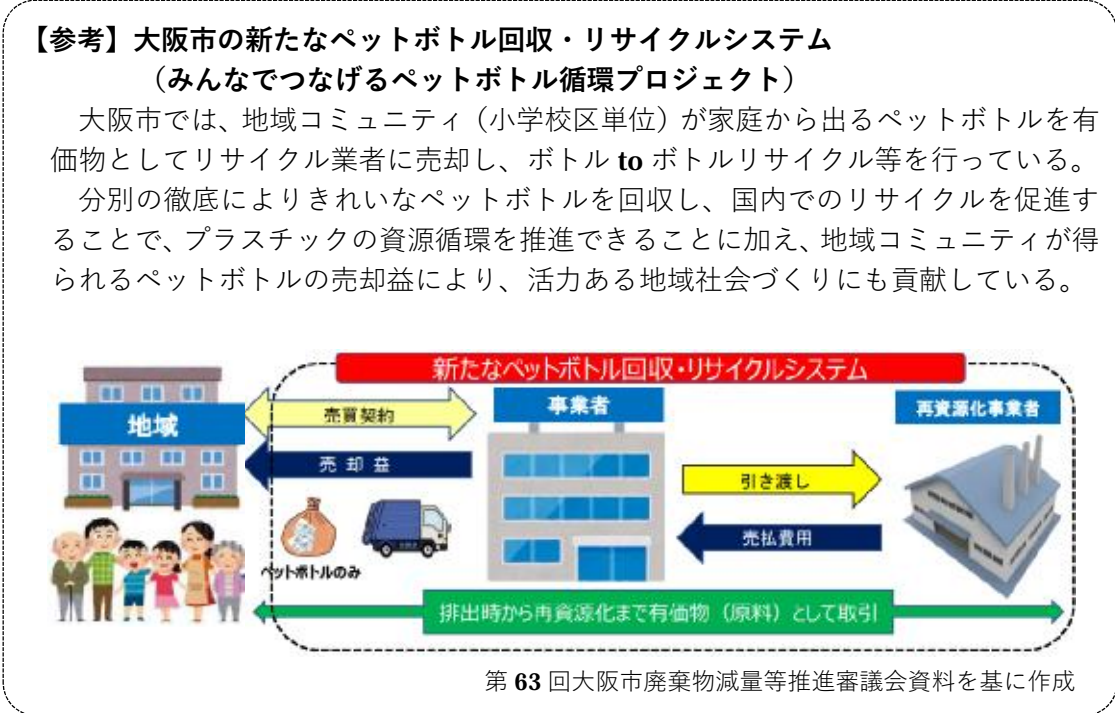 【参考】大阪市の新たなペットボトル回収・リサイクルシステム
（みんなでつなげるペットボトル循環プロジェクト）
大阪市では、地域コミュニティ（小学校区単位）が家庭から出るペットボトルを有
価物としてリサイクル業者に売却し、ボトル to ボトルリサイクル等を行っている。
分別の徹底によりきれいなペットボトルを回収し、国内でのリサイクルを促進す
ることで、プラスチックの資源循環を推進できることに加え、地域コミュニティが得
られるペットボトルの売却益により、活力ある地域社会づくりにも貢献している。
新たなペットボトル回収・リサイクルシステム
地域
売買契約
売却益
ペットボトルのみ
事業者
引き渡し
売払費用
再資源化事業者
排出時から再資源化まで有価物（原料）として取引
第 63 回大阪市廃棄物減量等推進審議会資料を基に作成